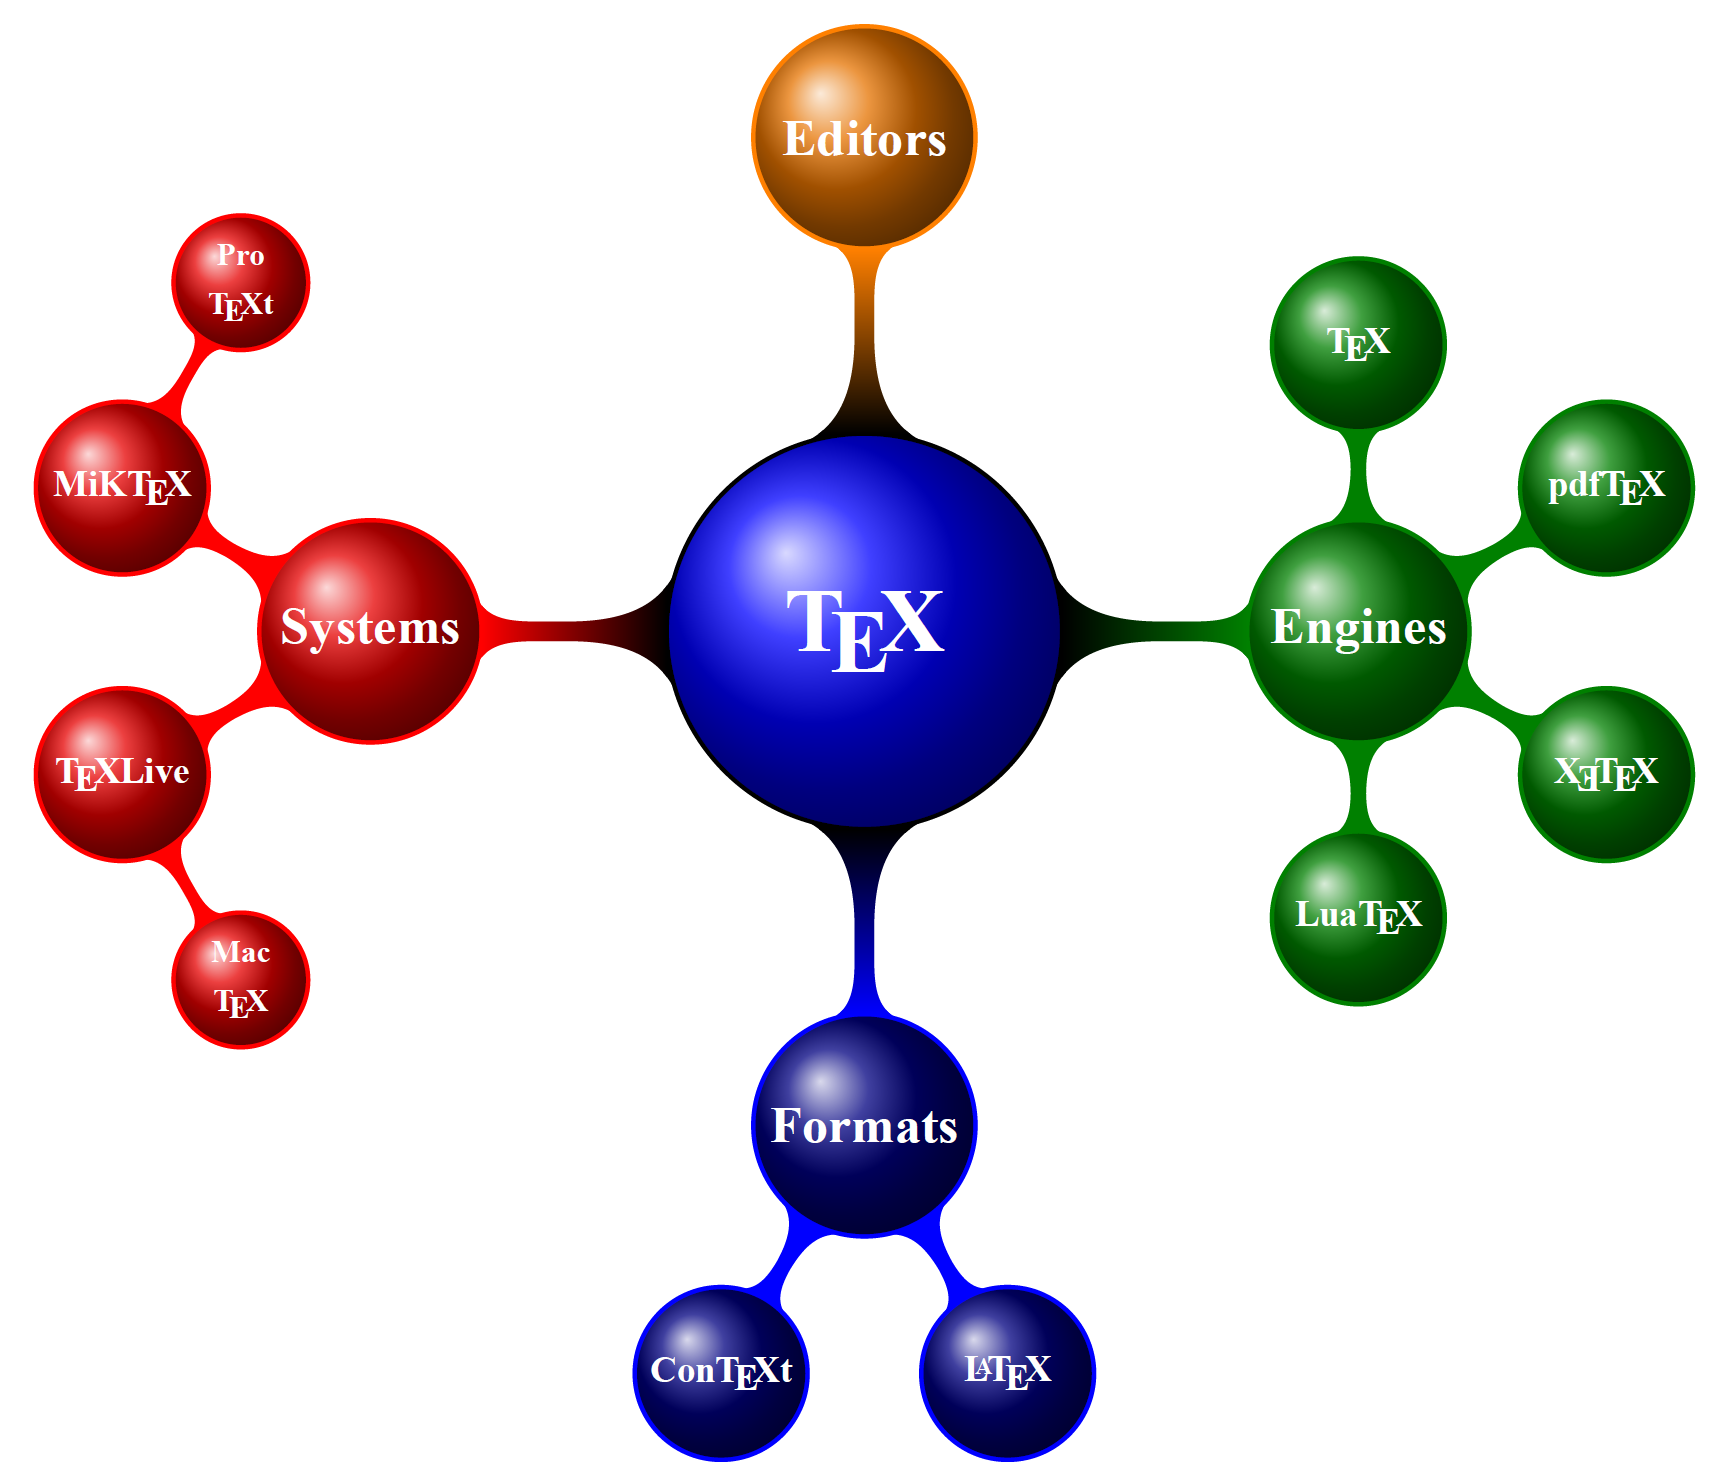 Editors
Pro
TEXt
MiKTEX
Systems
TEXLive
Mac
TEX
TEX
TEX
pdfTEX
Engines
XƎTEX
LuaTEX
Formats
ConTEXt
LATEX